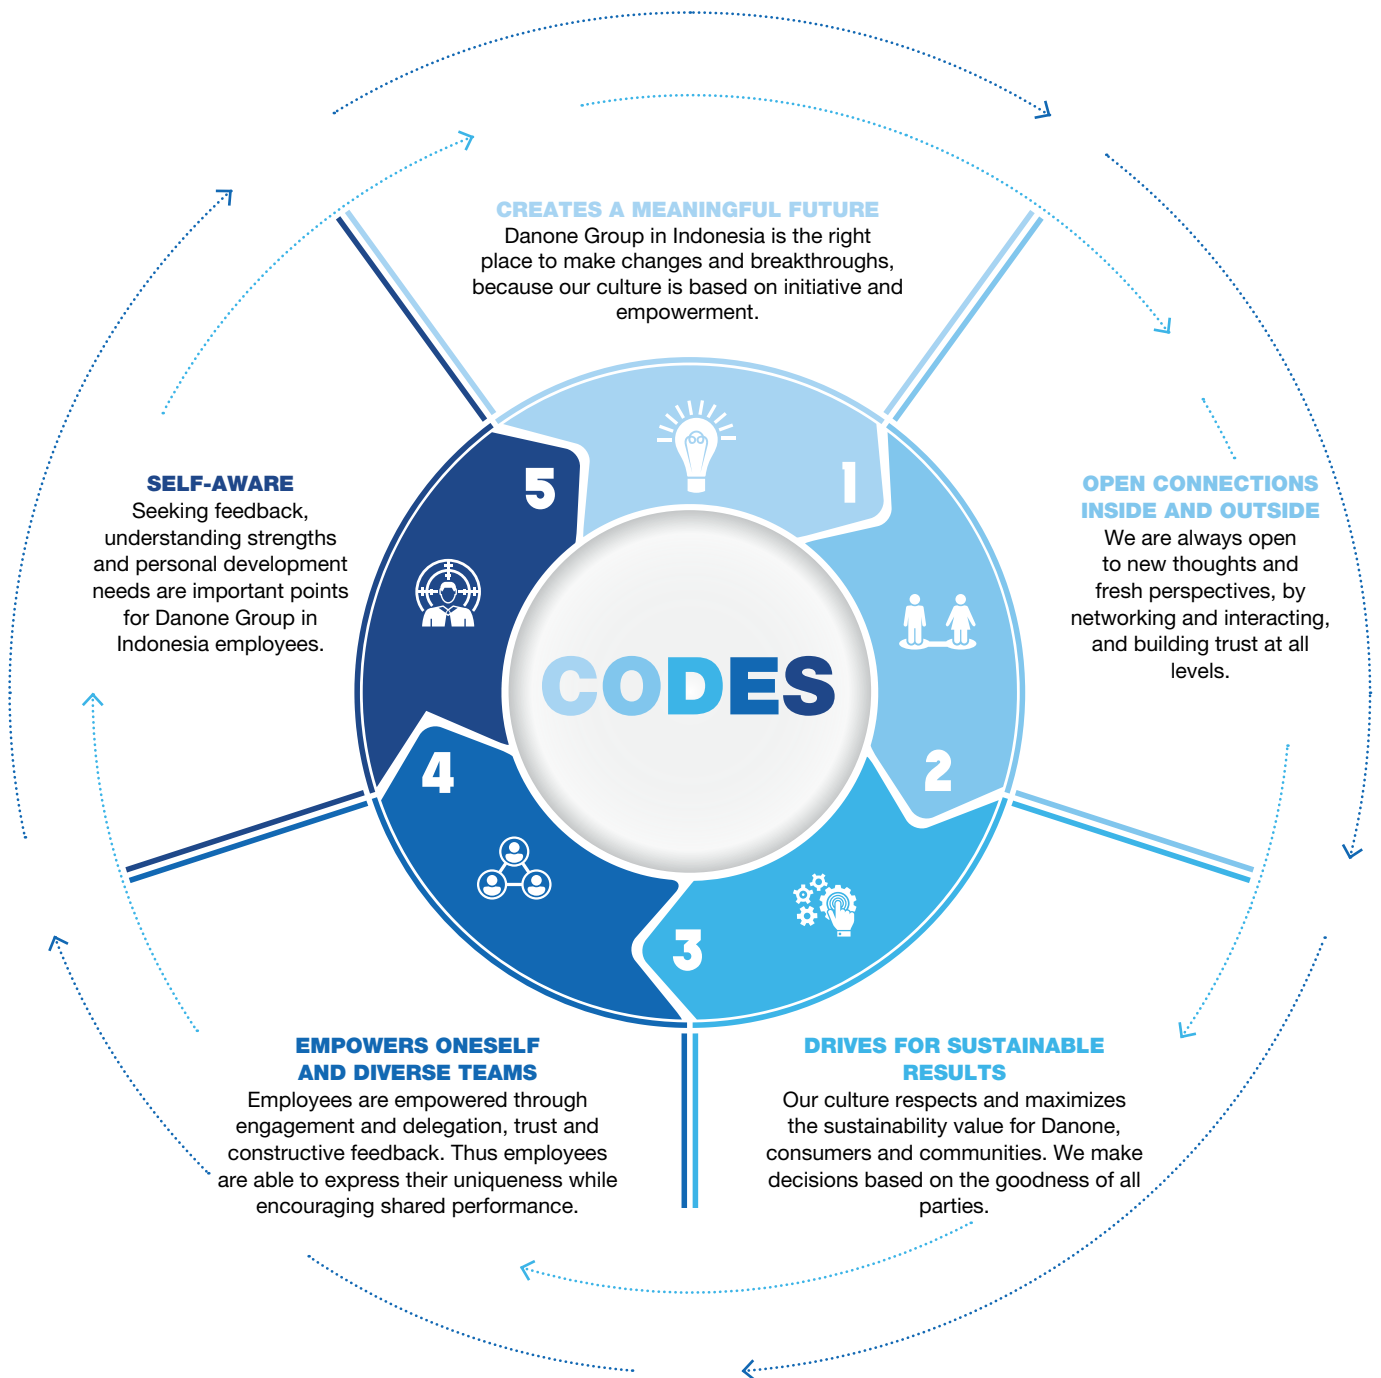 CREATES A MEANINGFUL FUTURE
Danone Group in Indonesia is the right
place to make changes and breakthroughs,
because our culture is based on initiative and
empowerment.
1
OPEN CONNECTIONS
INSIDE AND OUTSIDE
We are always open
to new thoughts and
fresh perspectives, by
networking and interacting,
and building trust at all
levels.
2
DRIVES FOR SUSTAINABLE
RESULTS
Our culture respects and maximizes
the sustainability value for Danone,
consumers and communities. We make
decisions based on the goodness of all
parties.
3
EMPOWERS ONESELF
AND DIVERSE TEAMS
Employees are empowered through
engagement and delegation, trust and
constructive feedback. Thus employees
are able to express their uniqueness while
encouraging shared performance.
4
SELF-AWARE
Seeking feedback,
understanding strengths
and personal development
needs are important points
for Danone Group in
Indonesia employees.
5
CODES